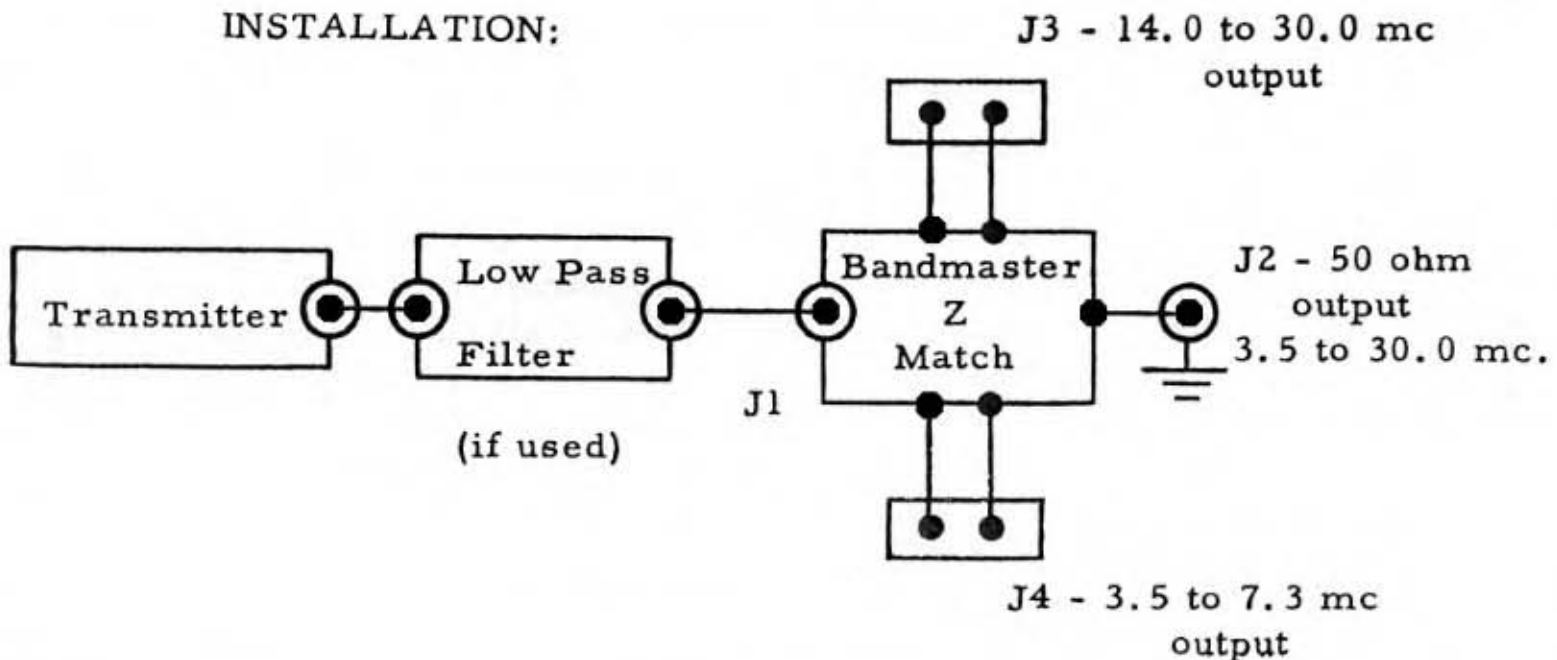 INSTALLATION:
J3 - 14.0 to 30.0 mc
output
Transmitter
Low Pass
Filter
(if used)
J1
Bandmaster
Z
Match
J2 - 50 ohm
output
3.5 to 30.0 mc.
J4 - 3.5 to 7.3 mc
output